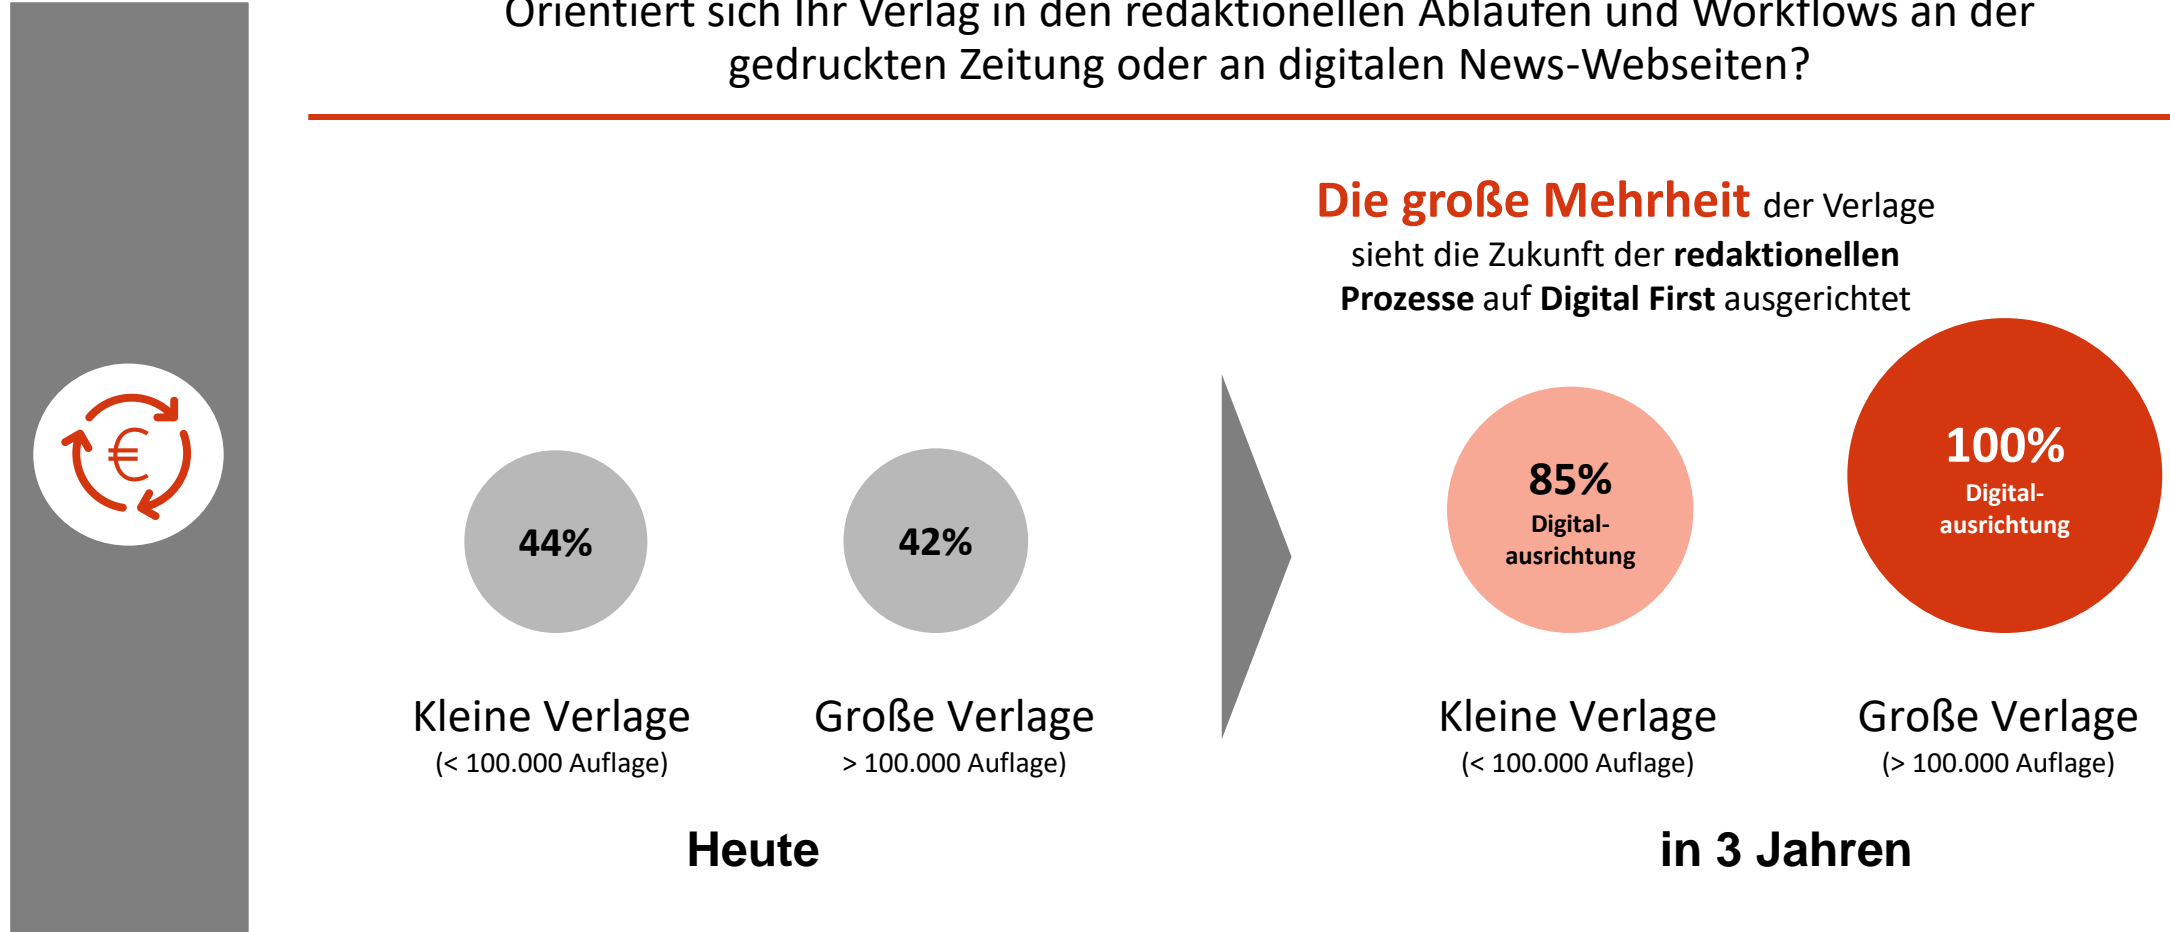 Orientiert sich Ihr Verlag in den redaktionellen Abläufen und Workflows an der
gedruckten Zeitung oder an digitalen News-Webseiten?
Die große Mehrheit der Verlage
sieht die Zukunft der redaktionellen
Prozesse auf Digital First ausgerichtet
€
44%
42%
85%
Digital-
ausrichtung
100%
Digital-
ausrichtung
Kleine Verlage
(< 100.000 Auflage)
Große Verlage
> 100.000 Auflage)
Kleine Verlage
(< 100.000 Auflage)
Große Verlage
(> 100.000 Auflage)
Heute
in 3 Jahren